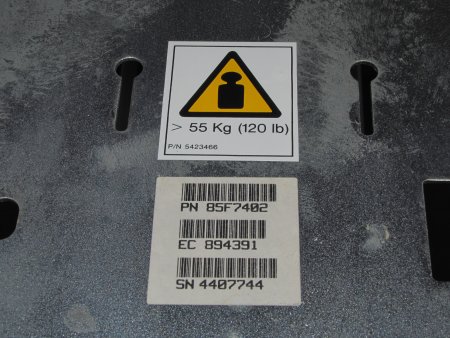 > 55 Kg (120 lb)
P/N 5423466
PN 85F7402
EC 894391
SN 4407744